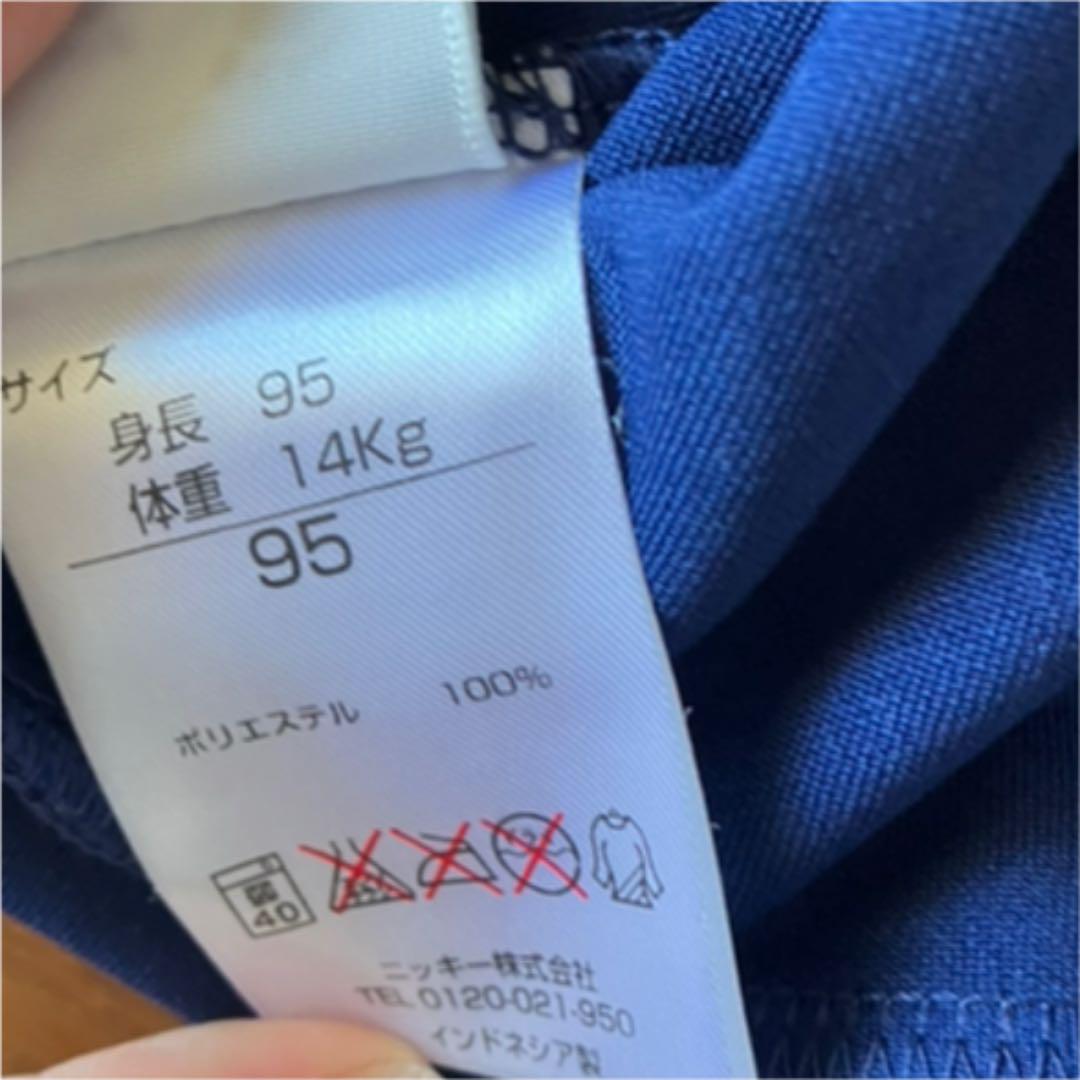 サイズ
身長 95
体重 14Kg
95
ポリエステル 100%
40
ニッキー株式会社
TEL 0120-021-950
インドネシア製